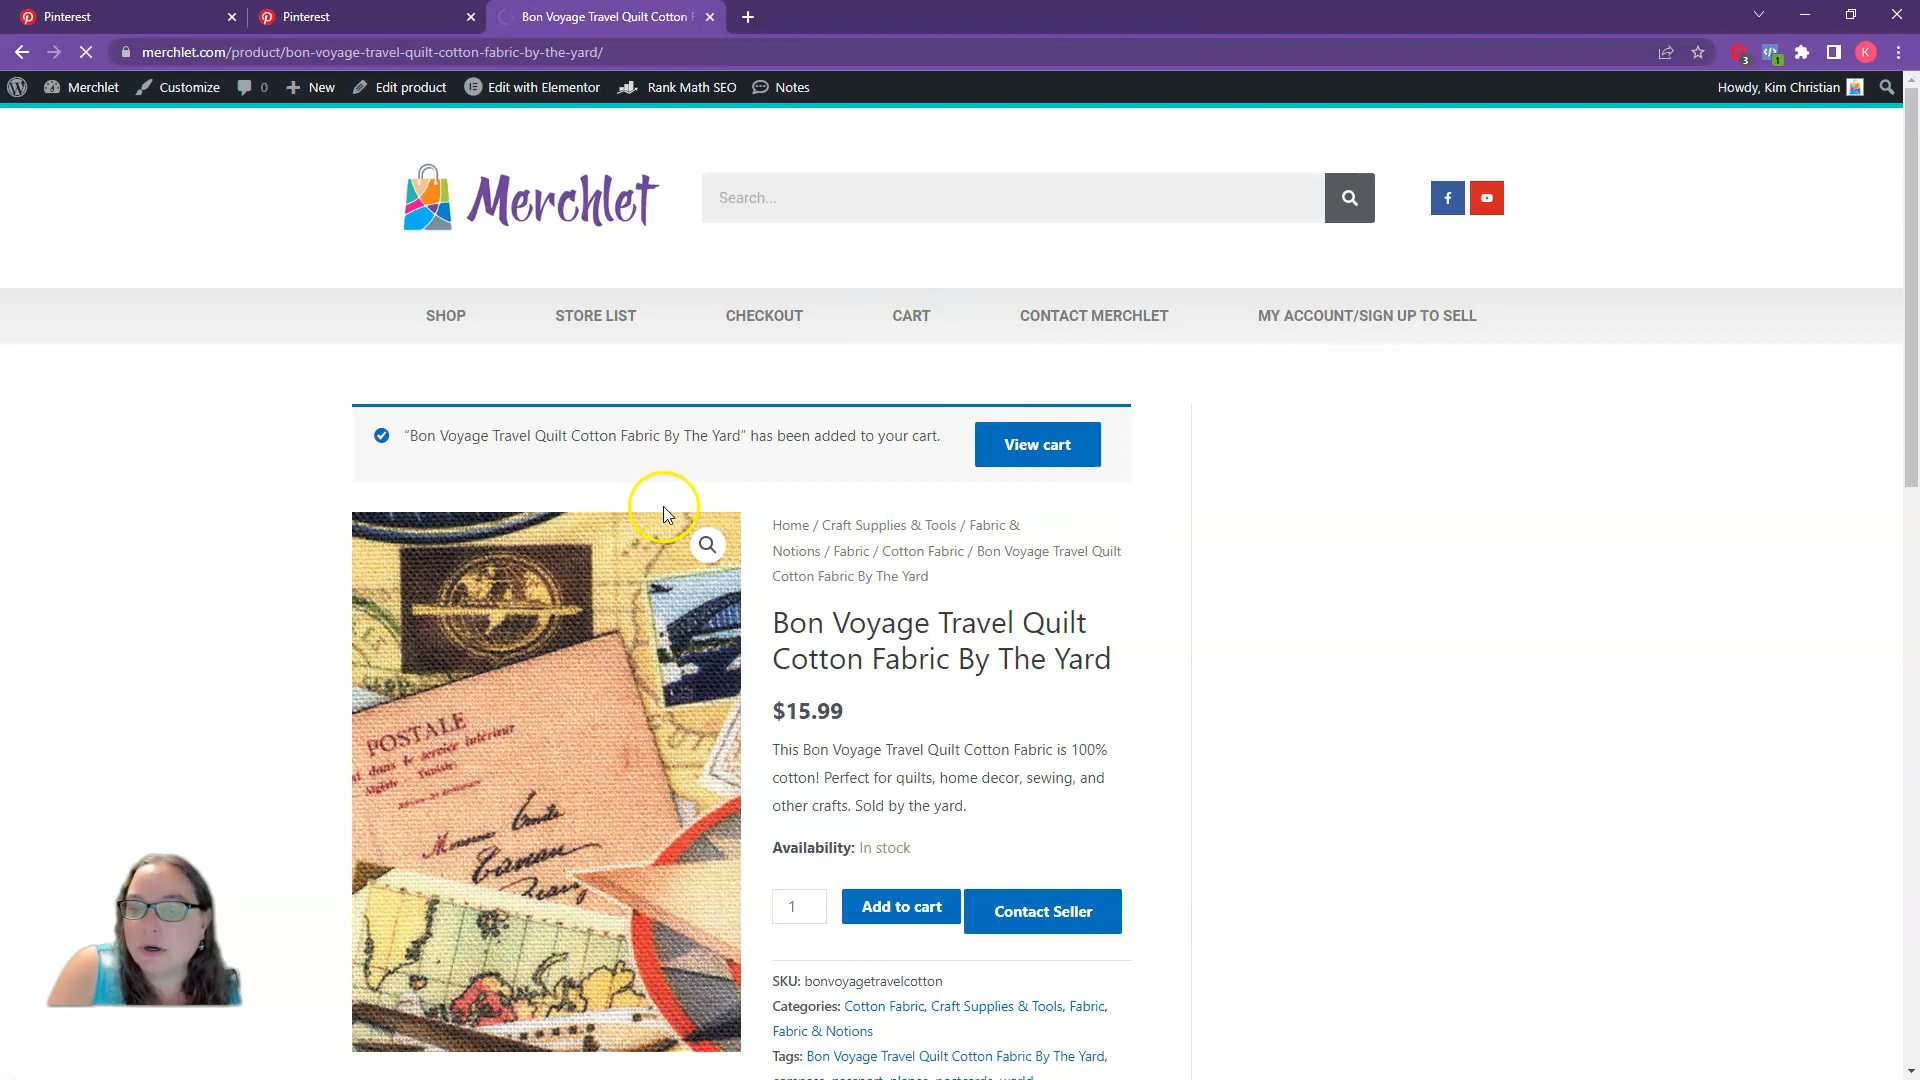 Pinterest
Pinterest
Bon Voyage Travel Quilt Cotton F
merchlet.com/product/bon-voyage-travel-quilt-cotton-fabric-by-the-yard/
3
1
K
Merchlet
Customize
0
New
Edit product
Edit with Elementor
Rank Math SEO
Notes
Howdy, Kim Christian
Merchlet
Search...
SHOP
STORE LIST
CHECKOUT
CART
CONTACT MERCHLET
MY ACCOUNT/SIGN UP TO SELL
“Bon Voyage Travel Quilt Cotton Fabric By The Yard” has been added to your cart.
View cart
Home / Craft Supplies & Tools / Fabric &
Notions / Fabric / Cotton Fabric / Bon Voyage Travel Quilt
Cotton Fabric By The Yard
Bon Voyage Travel Quilt
Cotton Fabric By The Yard
$15.99
This Bon Voyage Travel Quilt Cotton Fabric is 100%
cotton! Perfect for quilts, home decor, sewing, and
other crafts. Sold by the yard.
Availability: In stock
1
Add to cart
Contact Seller
SKU: bonvoyagetravelcotton
Categories: Cotton Fabric, Craft Supplies & Tools, Fabric,
Fabric & Notions
Tags: Bon Voyage Travel Quilt Cotton Fabric By The Yard,
compass, passport, planes, postcards, world
POSTALE